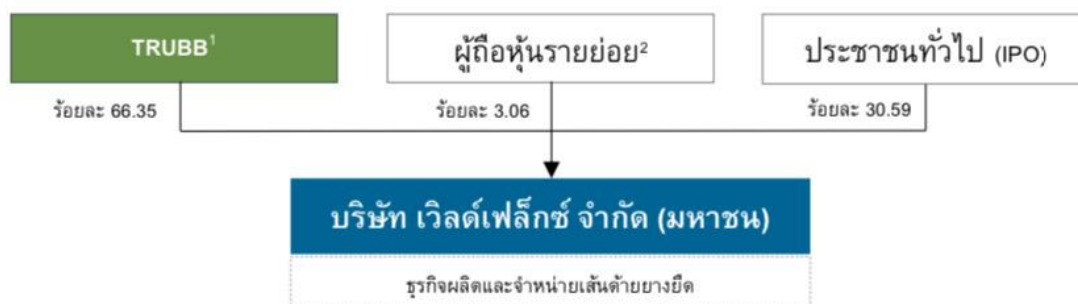 TRUBB¹
ผู้ถือหุ้นรายย่อย²
ประชาชนทั่วไป (IPO)
ร้อยละ 66.35
ร้อยละ 3.06
ร้อยละ 30.59
บริษัท เวิลด์เฟล็กซ์ จำกัด (มหาชน)
ธุรกิจผลิตและจำหน่ายเส้นด้ายยางยืด